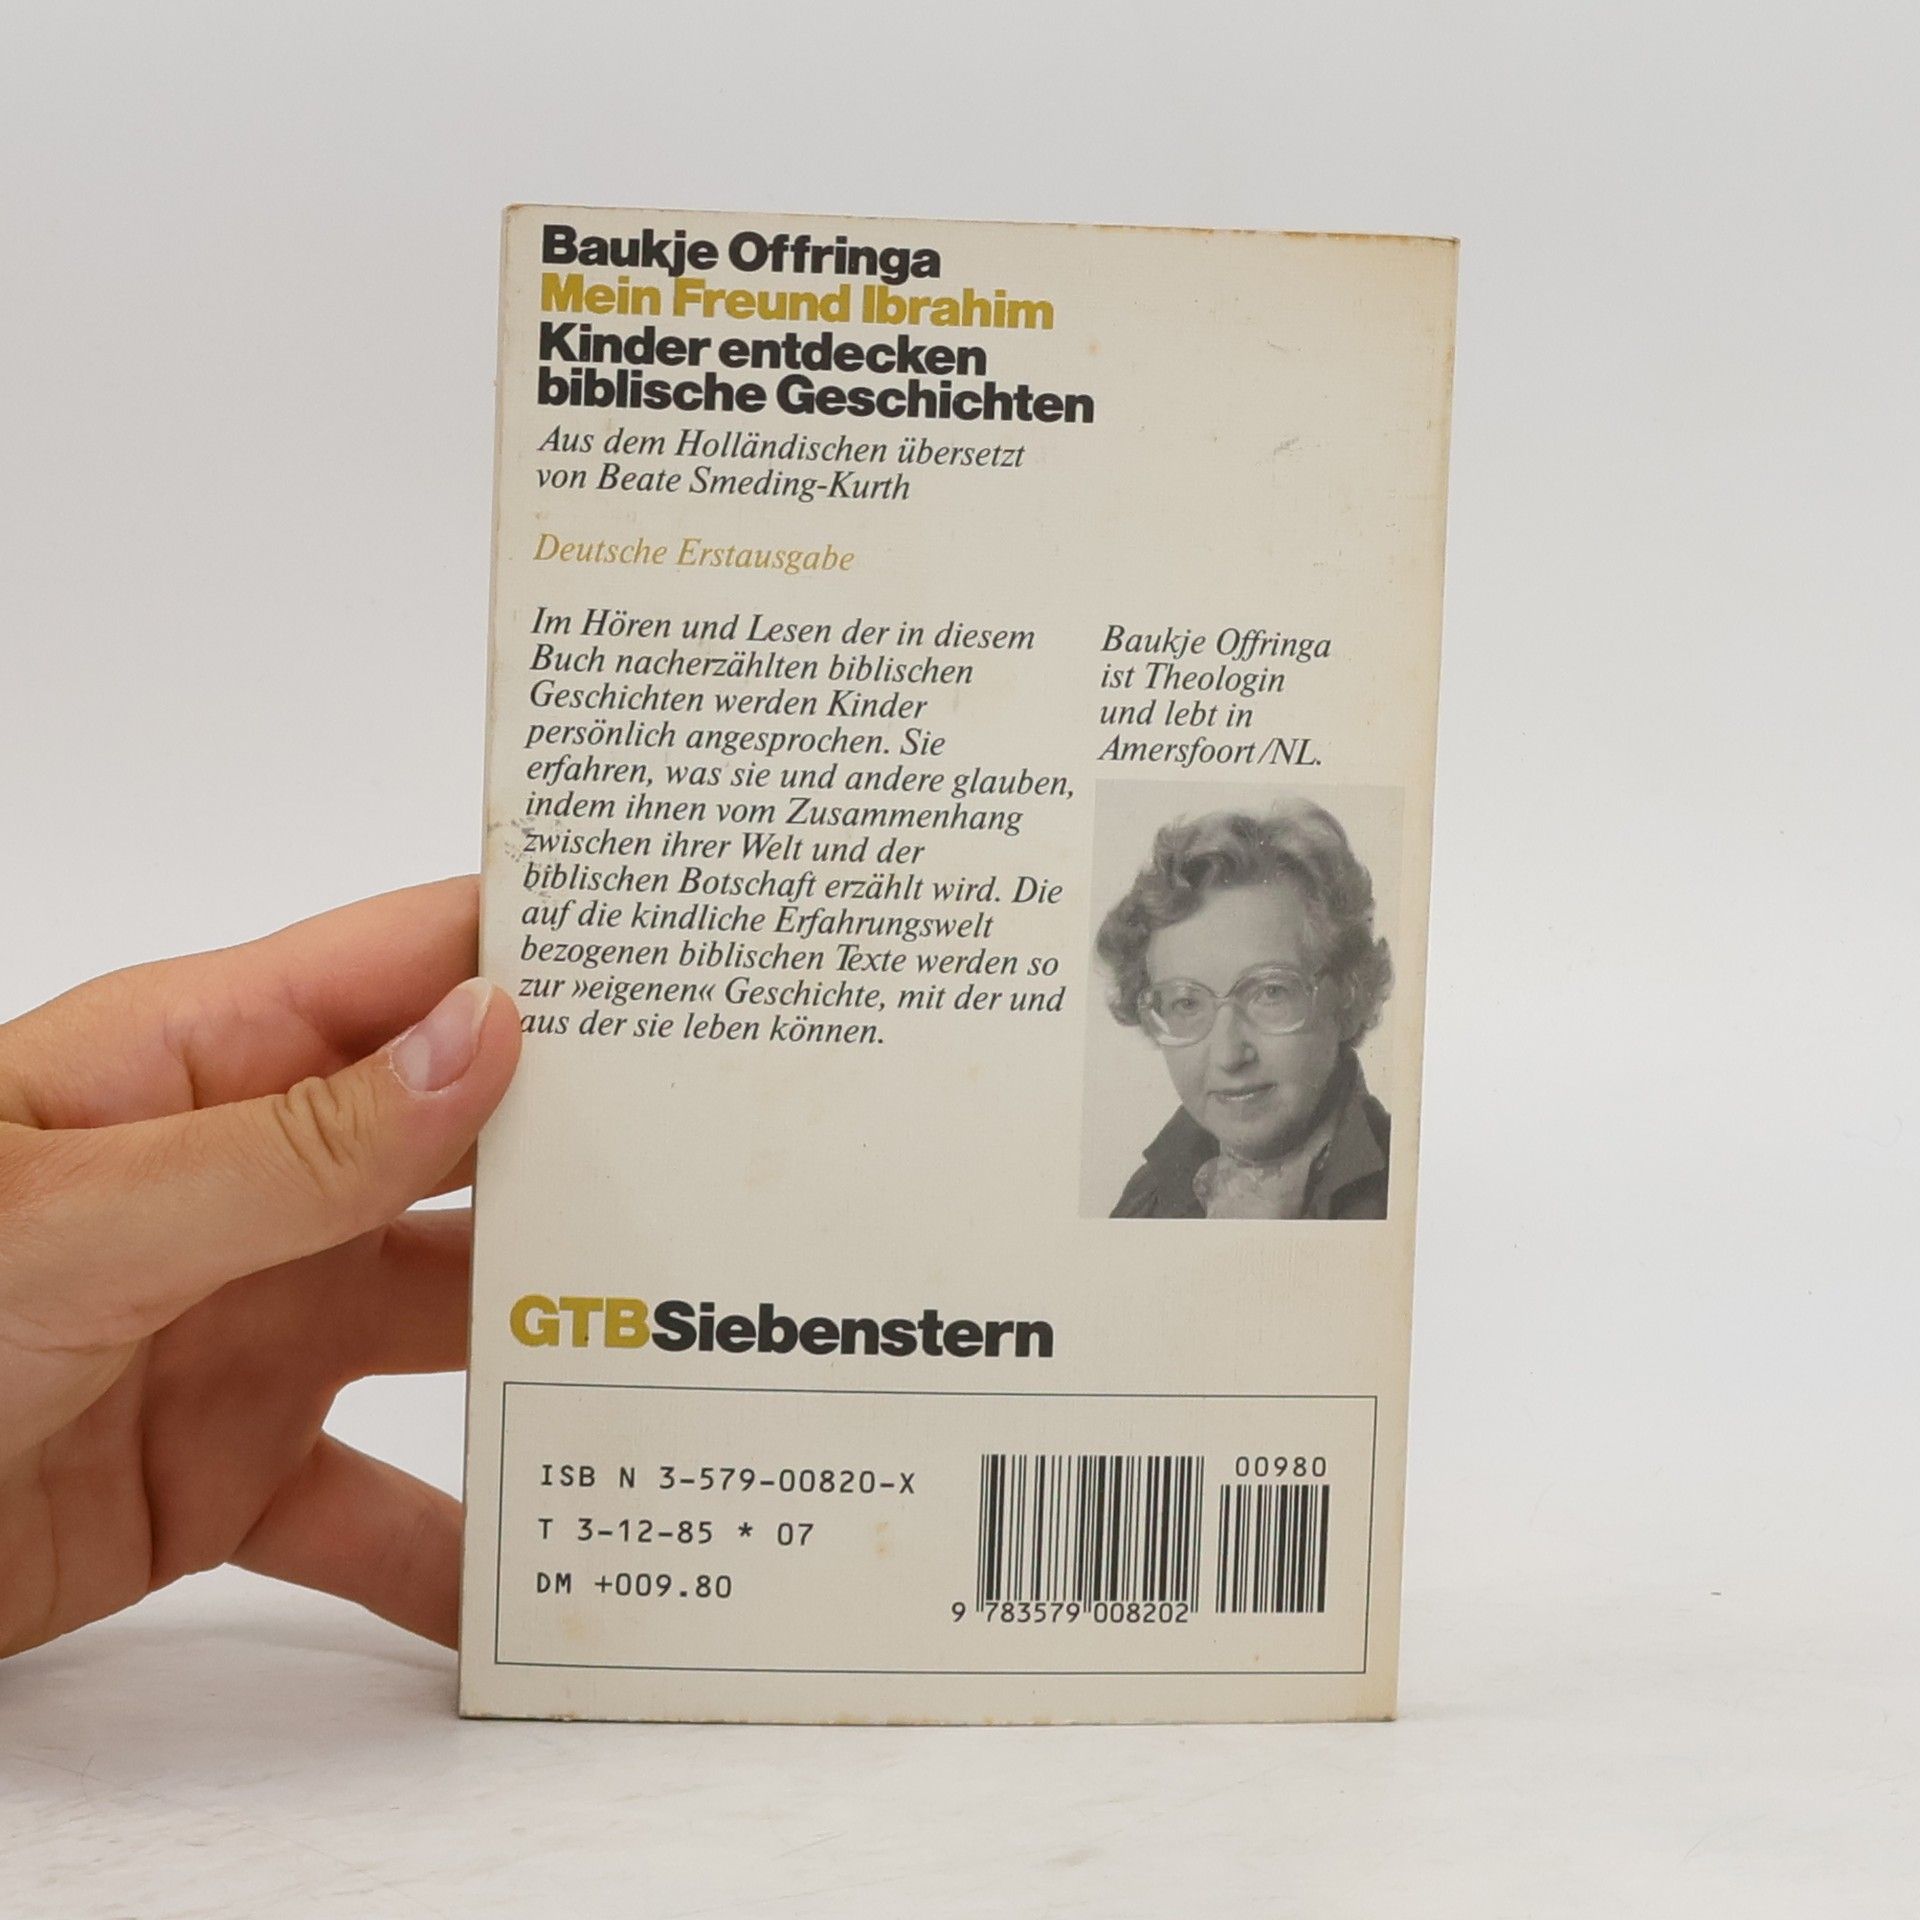 Baukje Offringa
Mein Freund Ibrahim
Kinder entdecken
biblische Geschichten
Aus dem Holländischen übersetzt
von Beate Smeding-Kurth
Deutsche Erstausgabe
Im Hören und Lesen der in diesem
Buch nacherzählten biblischen
Geschichten werden Kinder
persönlich angesprochen. Sie
erfahren, was sie und andere glauben,
indem ihnen vom Zusammenhang
zwischen ihrer Welt und der
biblischen Botschaft erzählt wird. Die
auf die kindliche Erfahrungswelt
bezogenen biblischen Texte werden so
zur »eigenen« Geschichte, mit der und
aus der sie leben können.
Baukje Offringa
ist Theologin
und lebt in
Amersfoort/NL.
GTBSiebenstern
ISB N 3-579-00820-X
T 3-12-85 * 07
DM +009.80
00980
9 783579 008202